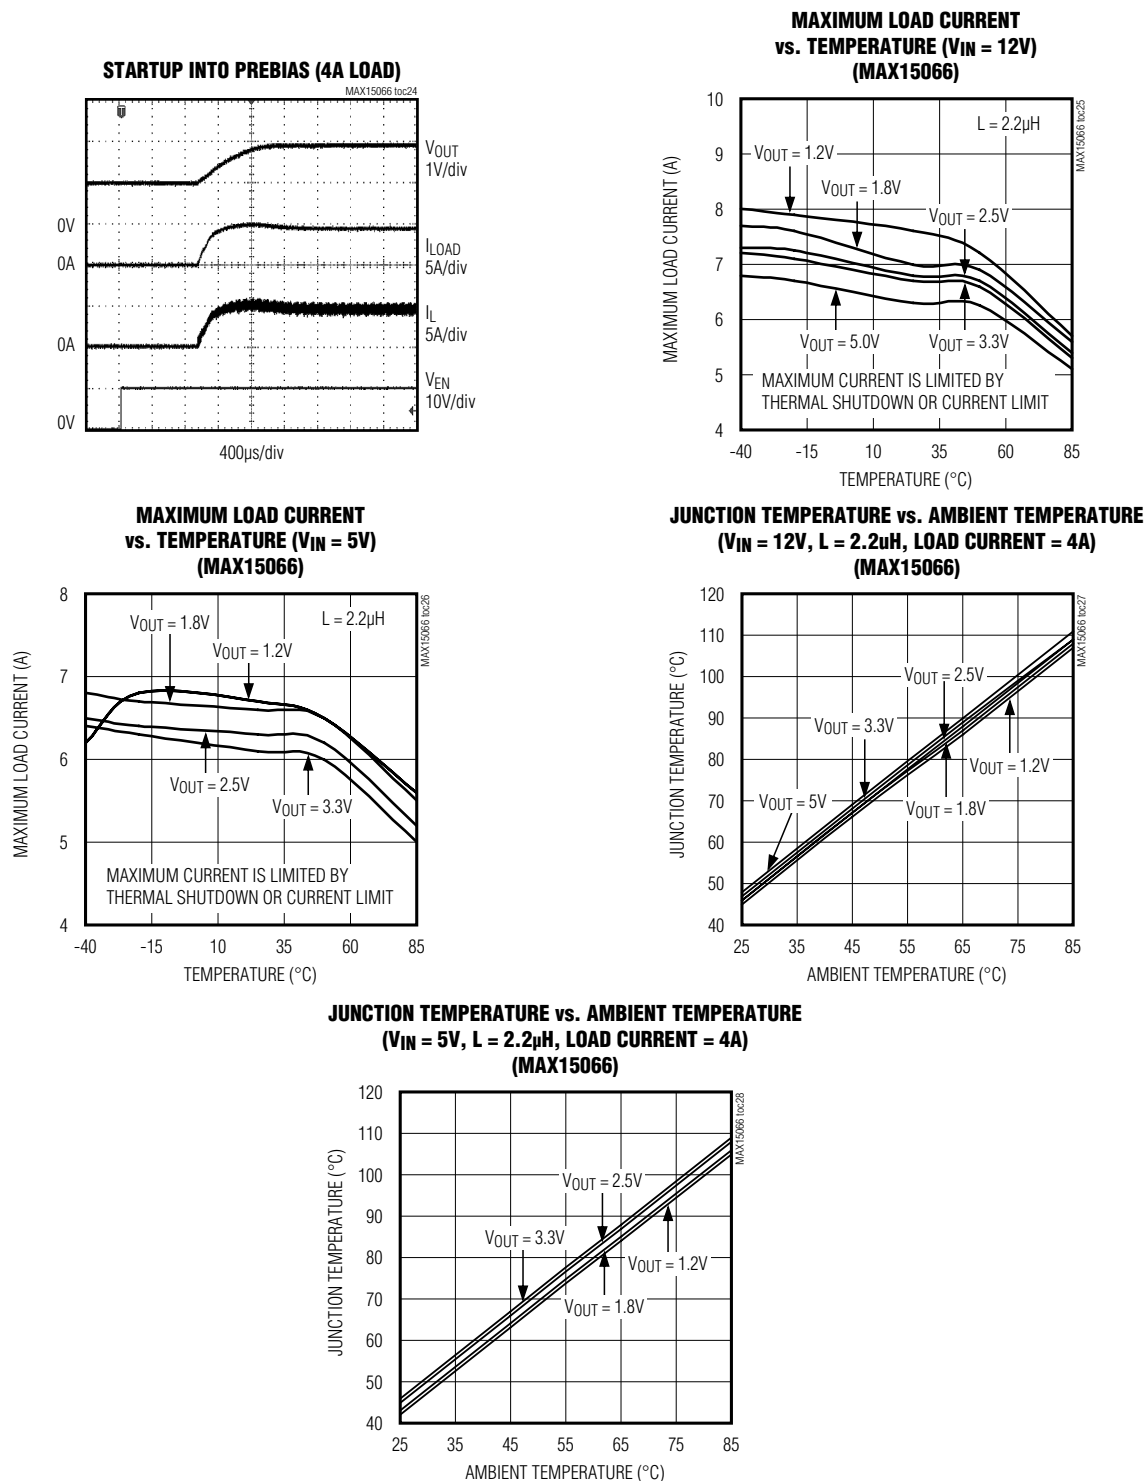 STARTUP INTO PREBIAS (4A LOAD)
MAX15066 toc24
VOUT
1V/div
0V
ILOAD
5A/div
0A
IL
5A/div
0A
VEN
10V/div
0V
400µs/div
MAXIMUM LOAD CURRENT
vs. TEMPERATURE (VIN = 12V)
(MAX15066)
MAX15066 toc25
L = 2.2µH
VOUT = 1.2V
VOUT = 1.8V
VOUT = 2.5V
VOUT = 5.0V
VOUT = 3.3V
MAXIMUM CURRENT IS LIMITED BY
THERMAL SHUTDOWN OR CURRENT LIMIT
MAXIMUM LOAD CURRENT (A)
10
9
8
7
6
5
4
-40 -15 10 35 60 85
TEMPERATURE (°C)
MAXIMUM LOAD CURRENT
vs. TEMPERATURE (VIN = 5V)
(MAX15066)
MAX15066 toc26
L = 2.2µH
VOUT = 1.8V
VOUT = 1.2V
VOUT = 2.5V
VOUT = 3.3V
MAXIMUM CURRENT IS LIMITED BY
THERMAL SHUTDOWN OR CURRENT LIMIT
MAXIMUM LOAD CURRENT (A)
8
7
6
5
4
-40 -15 10 35 60 85
TEMPERATURE (°C)
JUNCTION TEMPERATURE vs. AMBIENT TEMPERATURE
(VIN = 12V, L = 2.2uH, LOAD CURRENT = 4A)
(MAX15066)
MAX15066 toc27
VOUT = 2.5V
VOUT = 3.3V
VOUT = 1.2V
VOUT = 5V
VOUT = 1.8V
JUNCTION TEMPERATURE (°C)
120
110
100
90
80
70
60
50
40
25 35 45 55 65 75 85
AMBIENT TEMPERATURE (°C)
JUNCTION TEMPERATURE vs. AMBIENT TEMPERATURE
(VIN = 5V, L = 2.2µH, LOAD CURRENT = 4A)
(MAX15066)
MAX15066 toc28
VOUT = 2.5V
VOUT = 3.3V
VOUT = 1.2V
VOUT = 1.8V
JUNCTION TEMPERATURE (°C)
120
110
100
90
80
70
60
50
40
25 35 45 55 65 75 85
AMBIENT TEMPERATURE (°C)